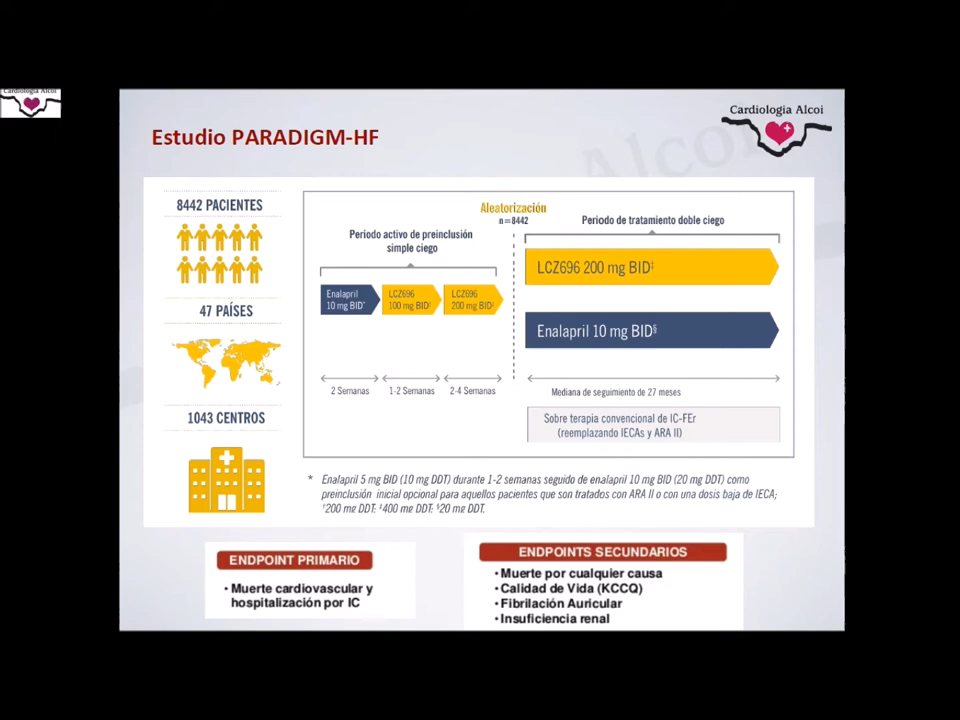 Cardiologia Alcoi
Cardiologia Alcoi
Estudio PARADIGM-HF
8442 PACIENTES
47 PAÍSES
1043 CENTROS
Aleatorización
n=8442
Periodo activo de preinclusión
simple ciego
Periodo de tratamiento doble ciego
Enalapril
10 mg BID*
LCZ696
100 mg BID†
LCZ696
200 mg BID‡
LCZ696 200 mg BID‡
Enalapril 10 mg BID§
2 Semanas
1-2 Semanas
2-4 Semanas
Mediana de seguimiento de 27 meses
Sobre terapia convencional de IC-FEr
(reemplazando IECAs y ARA II)
* Enalapril 5 mg BID (10 mg DDT) durante 1-2 semanas seguido de enalapril 10 mg BID (20 mg DDT) como
preinclusión inicial opcional para aquellos pacientes que son tratados con ARA II o con una dosis baja de IECA;
†200 mg DDT; ‡400 mg DDT; §20 mg DDT.
ENDPOINT PRIMARIO
• Muerte cardiovascular y
hospitalización por IC
ENDPOINTS SECUNDARIOS
• Muerte por cualquier causa
• Calidad de Vida (KCCQ)
• Fibrilación Auricular
• Insuficiencia renal
Alcoi